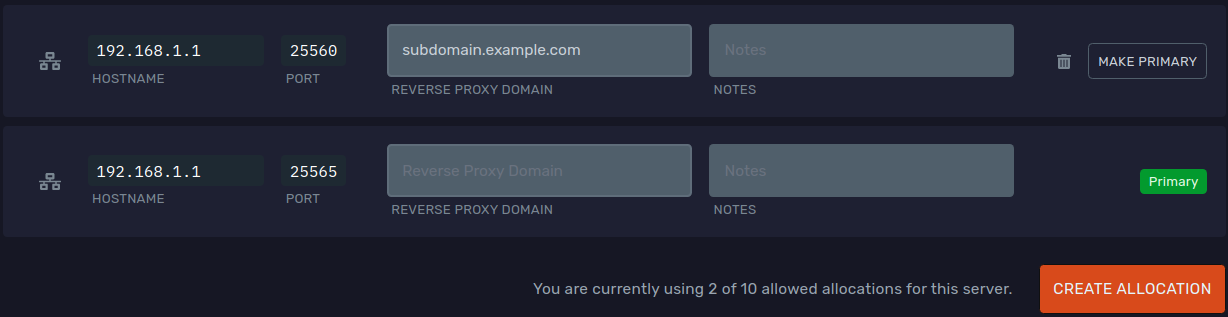 192.168.1.1 25560 subdomain.example.com Notes MAKE PRIMARY
HOSTNAME PORT REVERSE PROXY DOMAIN NOTES
192.168.1.1 25565 Reverse Proxy Domain Notes Primary
HOSTNAME PORT REVERSE PROXY DOMAIN NOTES
You are currently using 2 of 10 allowed allocations for this server. CREATE ALLOCATION